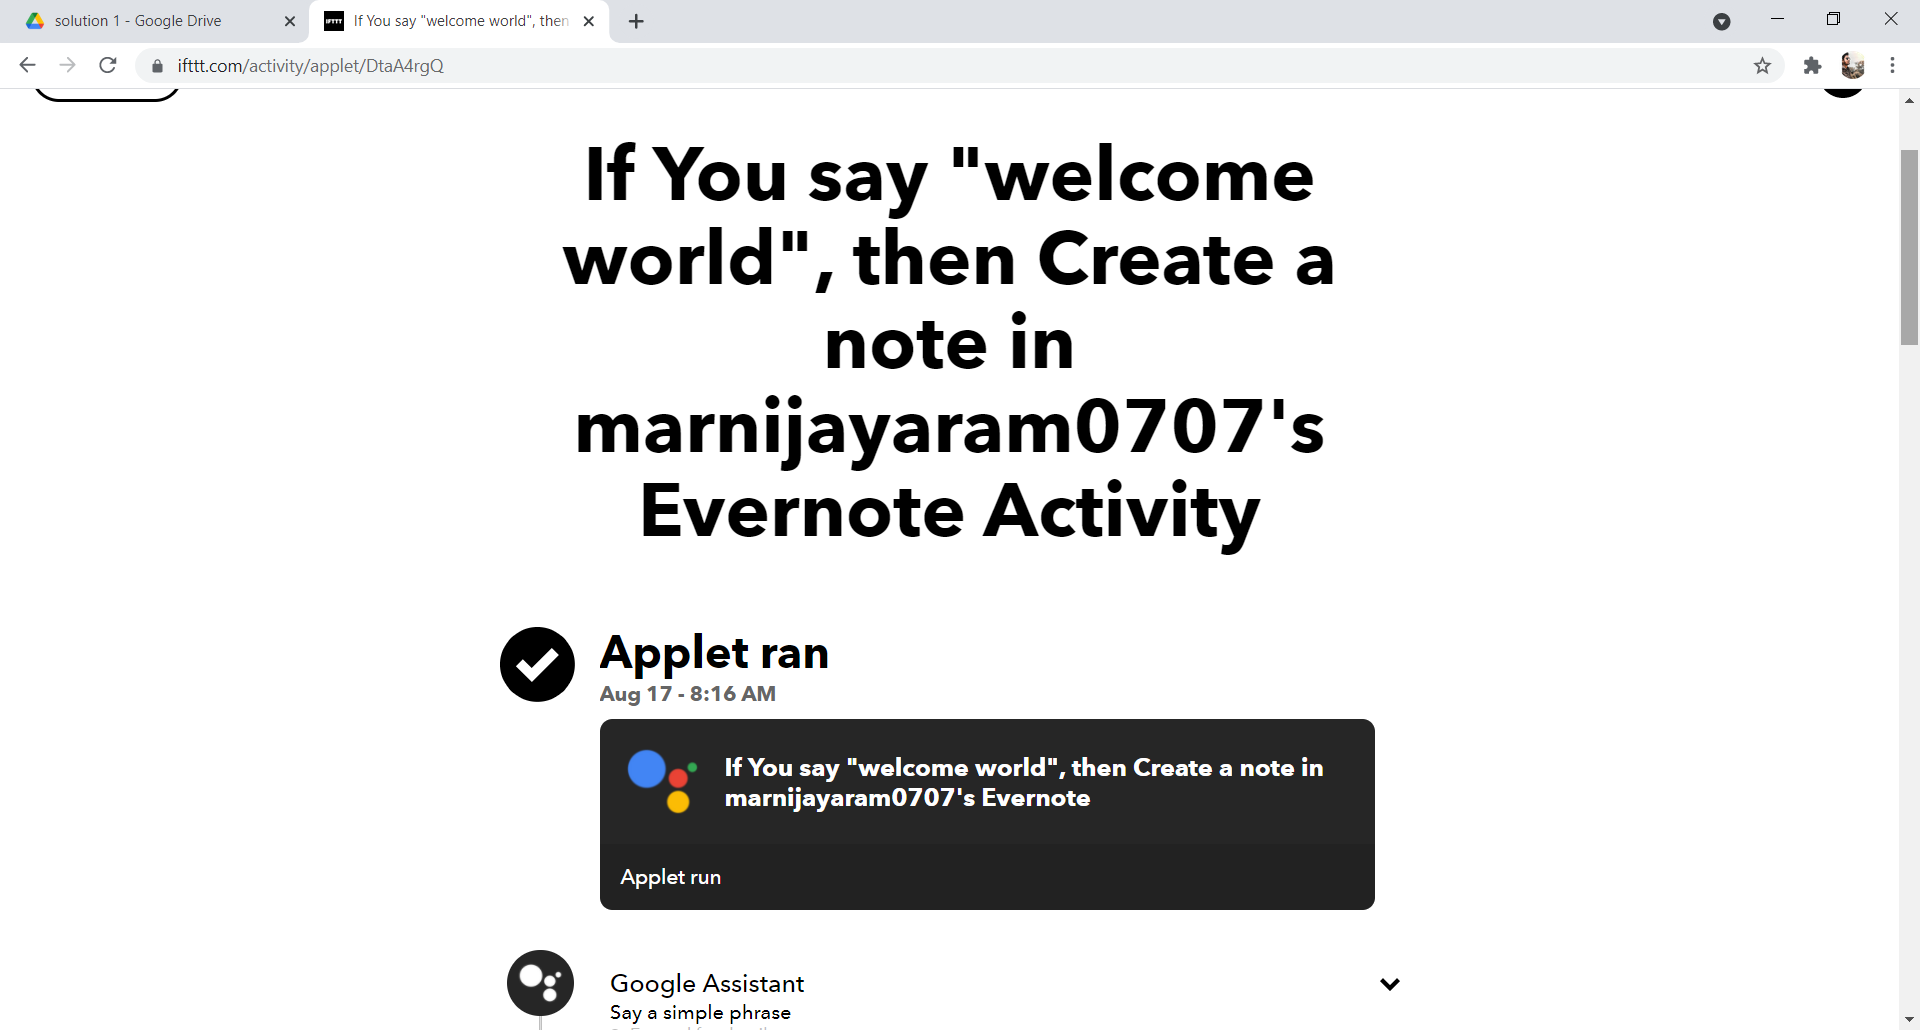 solution 1 - Google Drive
IFTTT
If You say "welcome world", then
ifttt.com/activity/applet/DtaA4rgQ
If You say "welcome
world", then Create a
note in
marnijayaram0707's
Evernote Activity
Applet ran
Aug 17 - 8:16 AM
If You say "welcome world", then Create a note in
marnijayaram0707's Evernote
Applet run
Google Assistant
Say a simple phrase